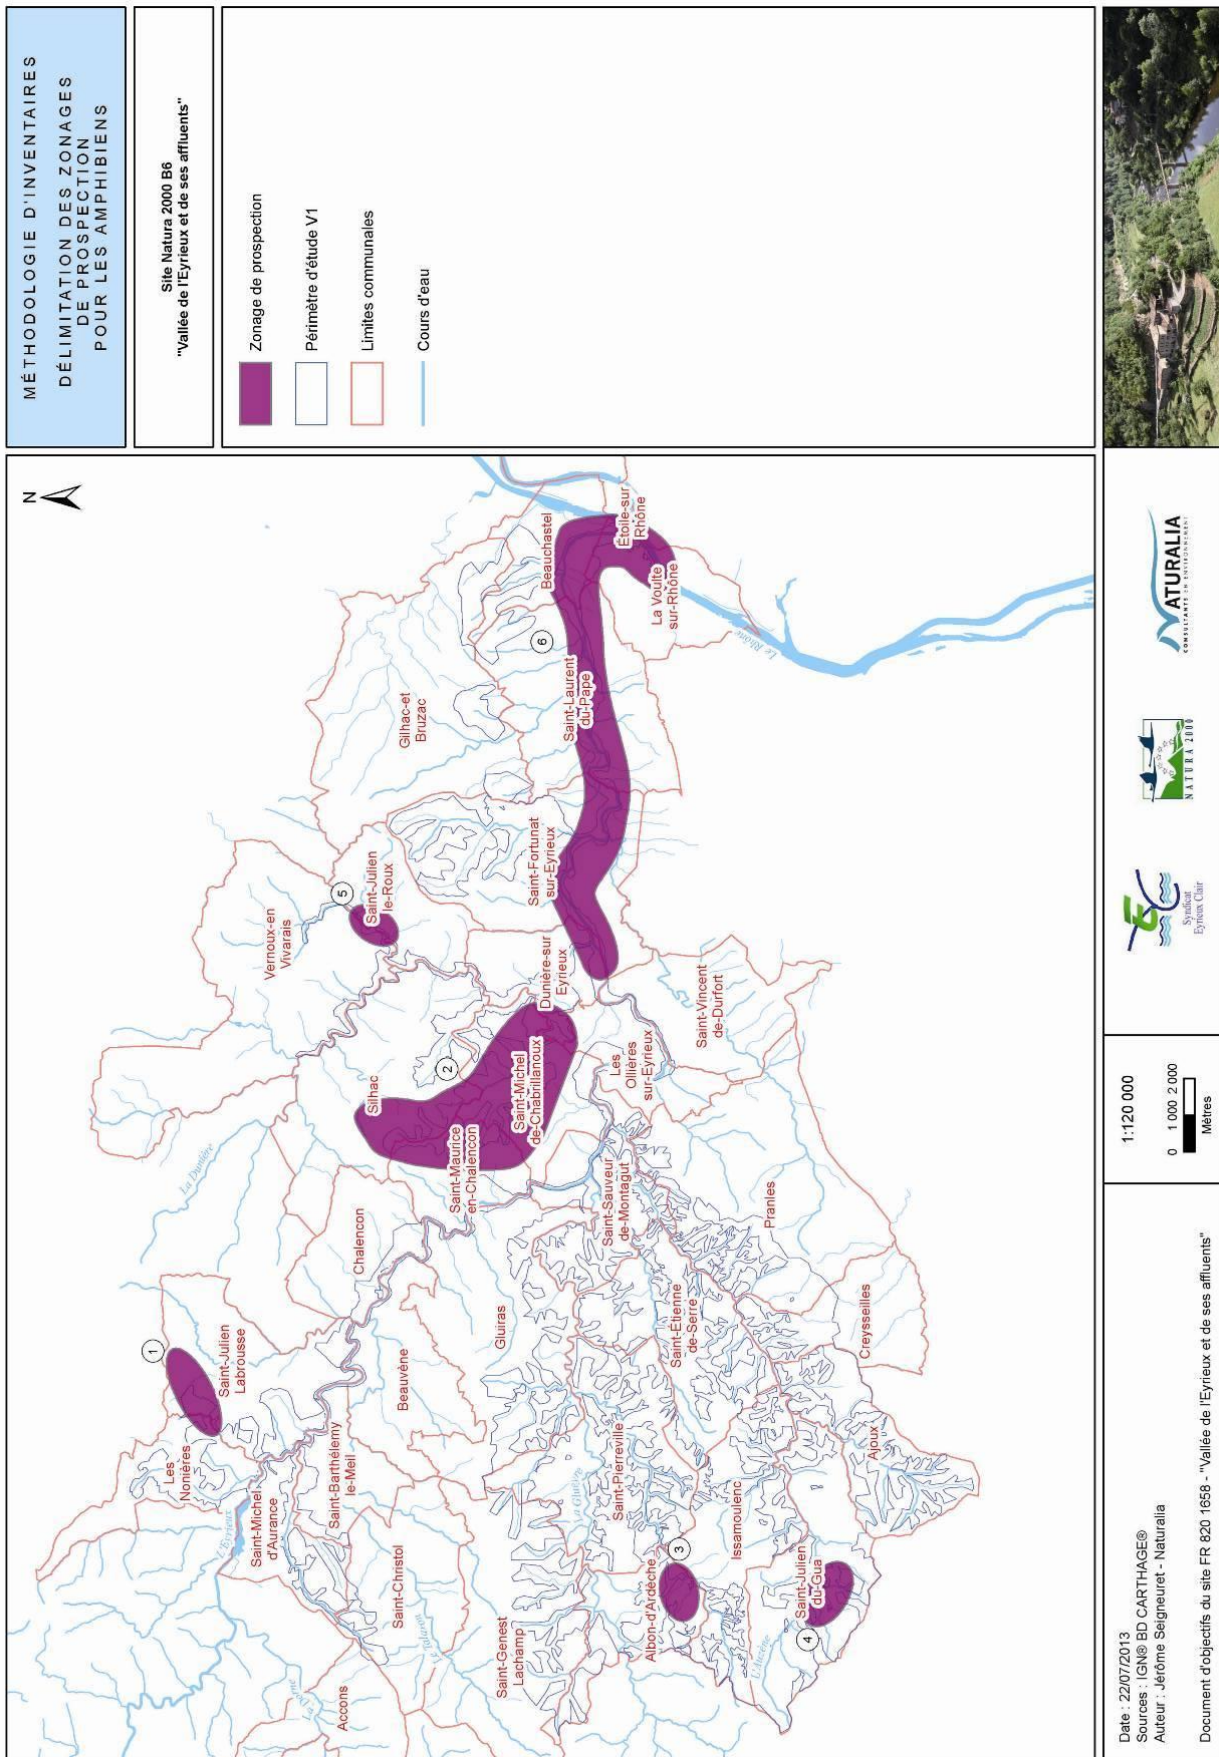 MÉTHODOLOGIE D'INVENTAIRES
DÉLIMITATION DES ZONAGES
DE PROSPECTION
POUR LES AMPHIBIENS
Site Natura 2000 B6
"Vallée de l'Eyrieux et de ses affluents"
Zonage de prospection
Périmètre d'étude V1
Limites communales
Cours d'eau
N
1
Saint-Julien
Labrousse
Les
Nonières
L'Eyrieux
Saint-Michel
d'Aurance
Saint-Barthélemy
le-Meil
Saint-Christol
Accons
La Dorne
Le Talaron
Beauvène
Chalencon
La Dunière
Gluiras
Saint-Genest
Lachamp
Silhac
2
Saint-Maurice
en-Chalencon
Saint-Michel
de-Chabrillanoux
Vernoux-en
Vivarais
5
Saint-Julien
le-Roux
Dunière-sur
Eyrieux
Saint-Fortunat
sur-Eyrieux
Gilhac-et
Bruzac
6
Saint-Laurent
du-Pape
Beauchastel
Étoile-sur
Rhône
La Voulte
sur-Rhône
Le Rhône
Les
Ollières
sur-Eyrieux
Saint-Vincent
de-Durfort
Saint-Sauveur
de-Montagut
Pranles
Saint-Étienne
de-Serre
Creysseilles
Saint-Pierreville
La Glueyre
Albon-d'Ardèche
3
Issamoulenc
Ajoux
Saint-Julien
du-Gua
4
L'Auzène
Date : 22/07/2013
Sources : IGN® BD CARTHAGE®
Auteur : Jérôme Seigneuret - Naturalia
Document d'objectifs du site FR 820 1658 - "Vallée de l'Eyrieux et de ses affluents"
1:120 000
0 1 000 2 000
Mètres
Syndicat
Eyrieux Clair
NATURA 2000
NATURALIA
CONSULTANTS EN ENVIRONNEMENT